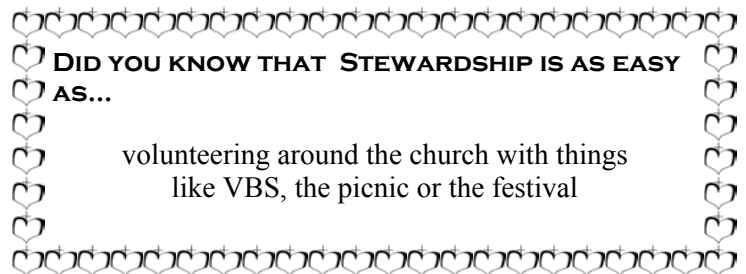 DID YOU KNOW THAT STEWARDSHIP IS AS EASY
AS...
volunteering around the church with things
like VBS, the picnic or the festival